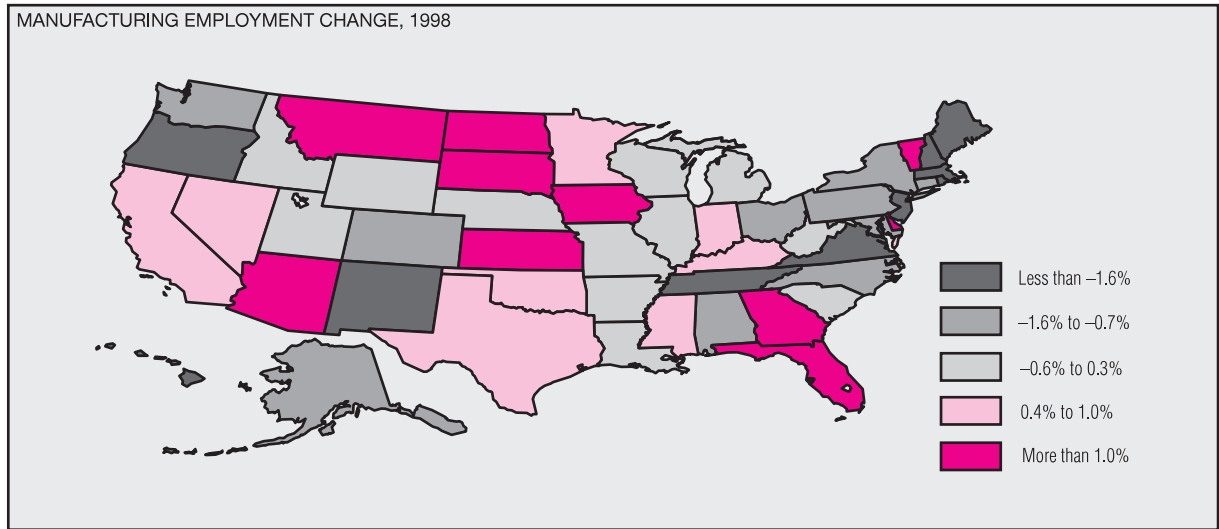 MANUFACTURING EMPLOYMENT CHANGE, 1998
Less than –1.6%
–1.6% to –0.7%
–0.6% to 0.3%
0.4% to 1.0%
More than 1.0%